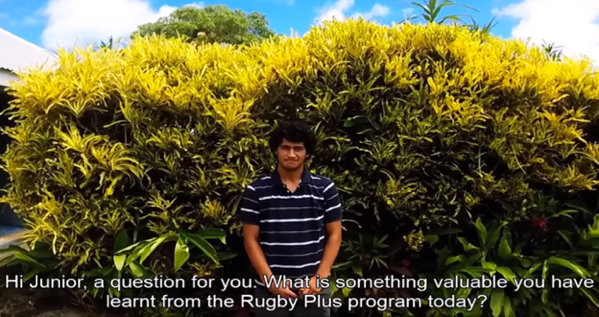 Hi Junior, a question for you. What is something valuable you have
learnt from the Rugby Plus program today?